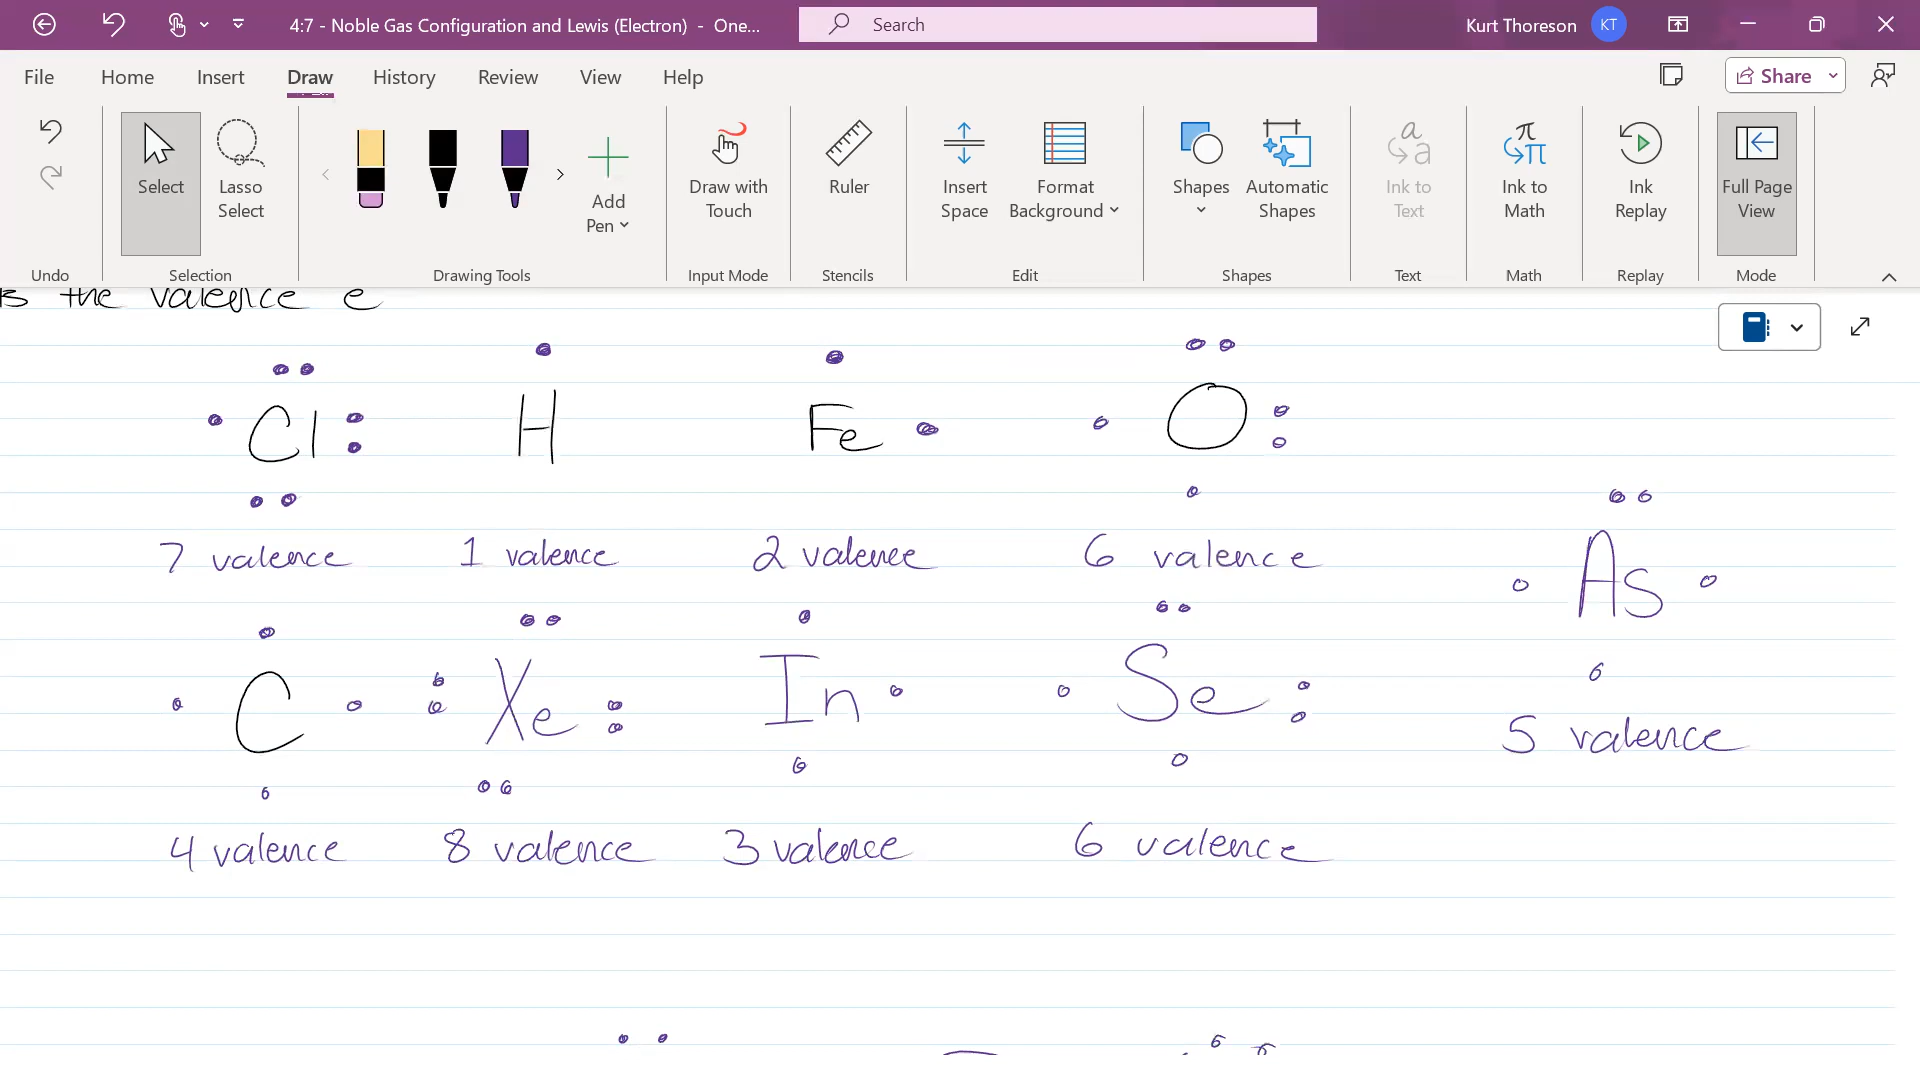 4:7 - Noble Gas Configuration and Lewis (Electron) - One...
Search
Kurt Thoreson KT
File Home Insert Draw History Review View Help
Share
Select
Lasso Select
Add Pen
Draw with Touch
Ruler
Insert Space
Format Background
Shapes
Automatic Shapes
a a
Ink to Text
π π
Ink to Math
Ink Replay
Full Page View
Undo Selection Drawing Tools Input Mode Stencils Edit Shapes Text Math Replay Mode
the valence e
Cl H Fe O
7 valence 1 valence 2 valence 6 valence
As
5 valence
C Xe In Se
4 valence 8 valence 3 valence 6 valence